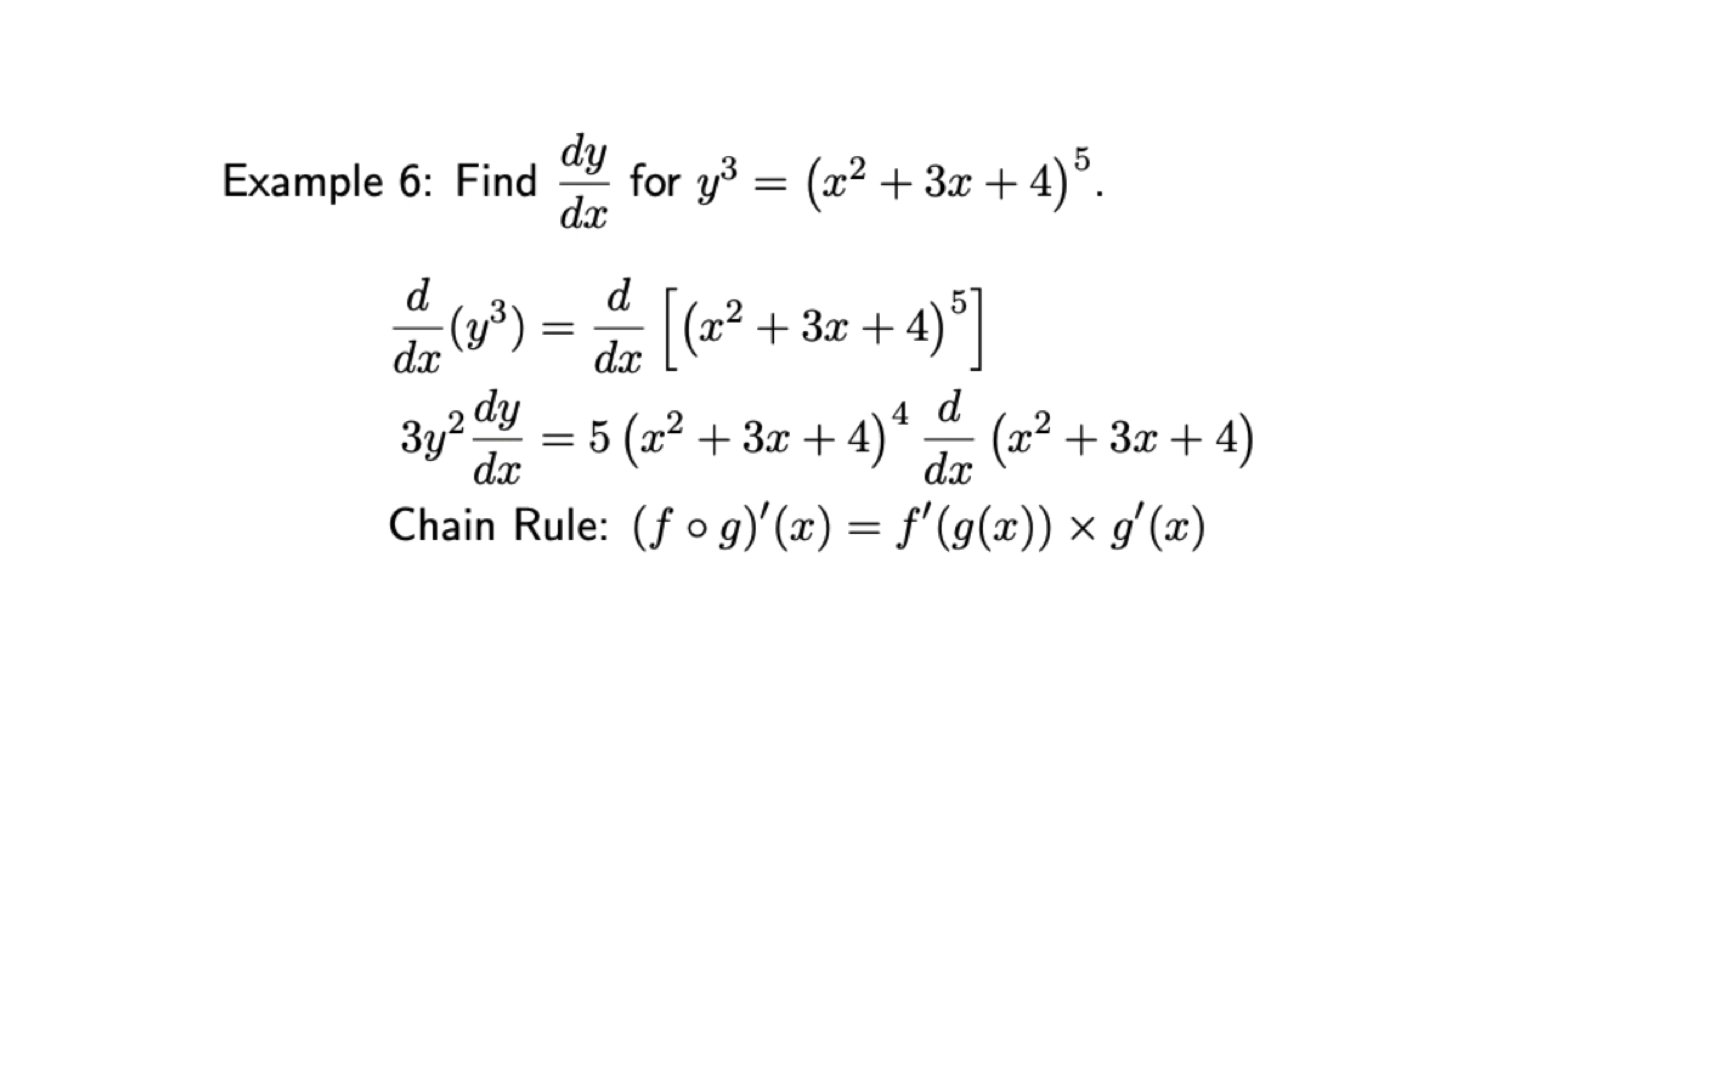 Example 6: Find dy/dx for y³ = (x² + 3x + 4)⁵.
d/dx (y³) = d/dx [(x² + 3x + 4)⁵]
3y² dy/dx = 5 (x² + 3x + 4)⁴ d/dx (x² + 3x + 4)
Chain Rule: (f ∘ g)′(x) = f′(g(x)) × g′(x)